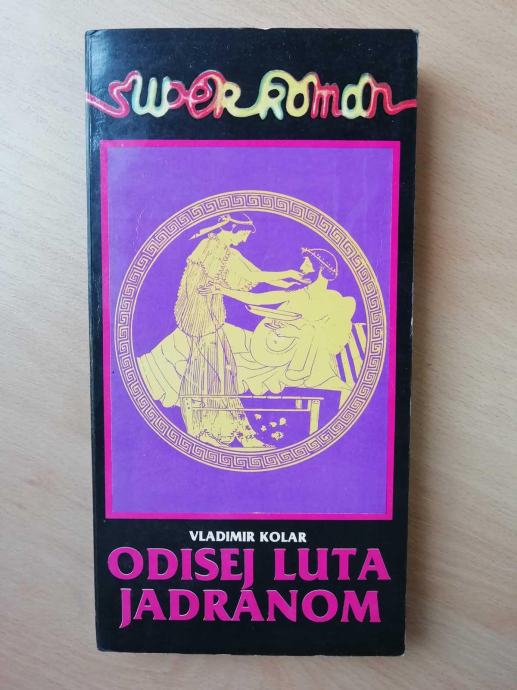 super roman
VLADIMIR KOLAR
ODISEJ LUTA
JADRANOM